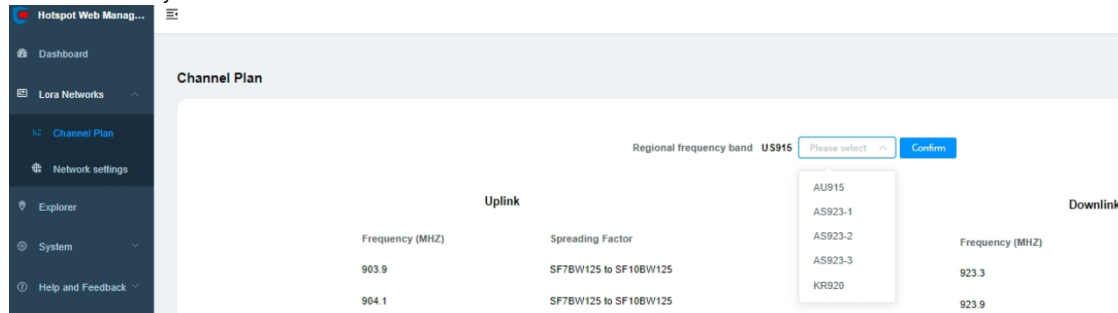 Hotspot Web Manag...
Dashboard
Lora Networks
Channel Plan
Network settings
Explorer
System
Help and Feedback
Channel Plan
Regional frequency band US915 Please select Confirm
AU915
AS923-1
AS923-2
AS923-3
KR920
Uplink
Frequency (MHZ) Spreading Factor
903.9 SF7BW125 to SF10BW125
904.1 SF7BW125 to SF10BW125
Downlink
Frequency (MHZ)
923.3
923.9